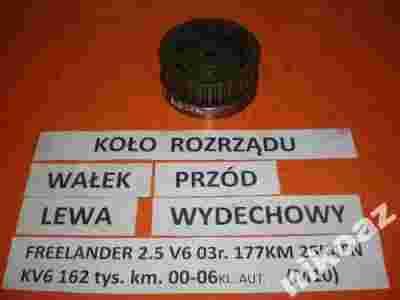 KOŁO ROZRZĄDU
WAŁEK PRZÓD
LEWA WYDECHOWY
FREELANDER 2.5 V6 03r. 177KM
KV6 162 tys. km. 00-06 KL. AUT